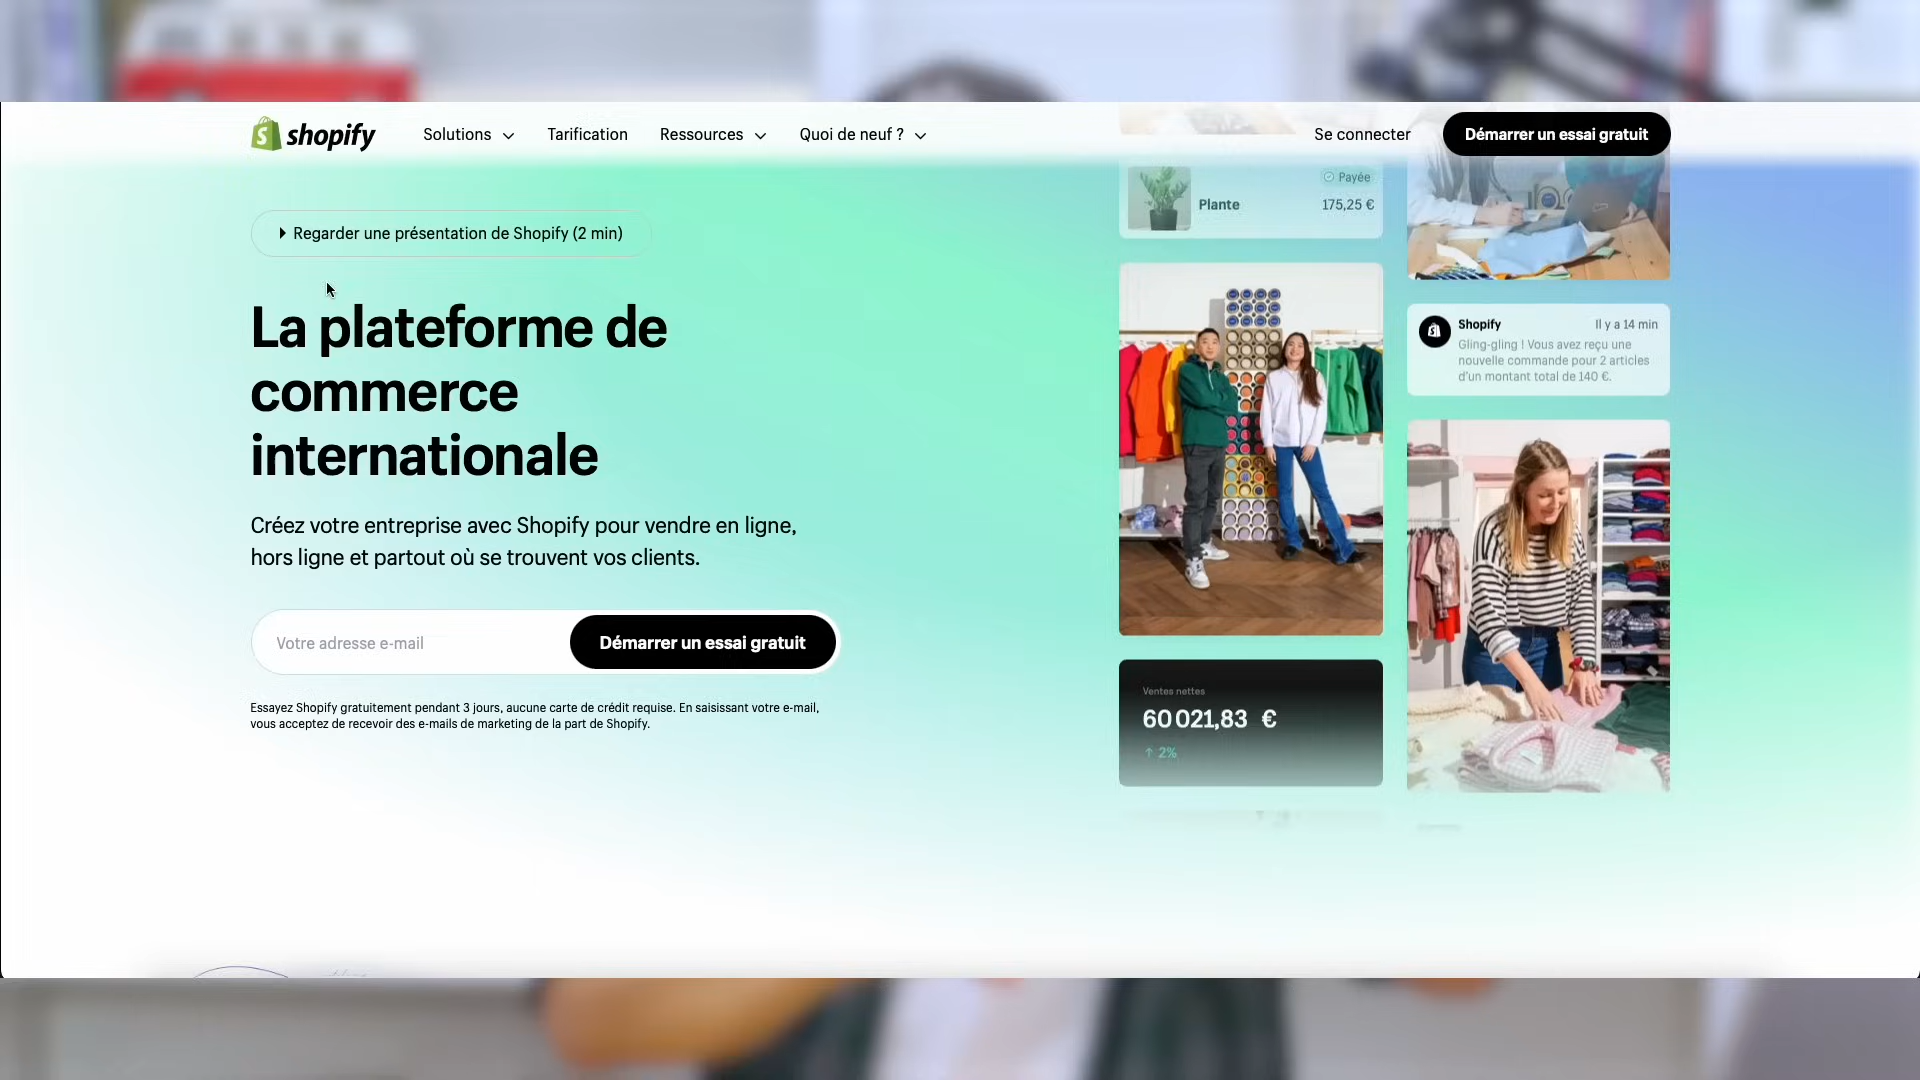 shopify
Solutions
Tarification
Ressources
Quoi de neuf ?
Se connecter
Démarrer un essai gratuit
Regarder une présentation de Shopify (2 min)
La plateforme de
commerce
internationale
Créez votre entreprise avec Shopify pour vendre en ligne,
hors ligne et partout où se trouvent vos clients.
Votre adresse e-mail
Démarrer un essai gratuit
Essayez Shopify gratuitement pendant 3 jours, aucune carte de crédit requise. En saisissant votre e-mail,
vous acceptez de recevoir des e-mails de marketing de la part de Shopify.
Payée
Plante
175,25 €
Ventes nettes
60 021,83 €
↑ 2%
Shopify
Il y a 14 min
Gling-gling ! Vous avez reçu une
nouvelle commande pour 2 articles
d'un montant total de 140 €.